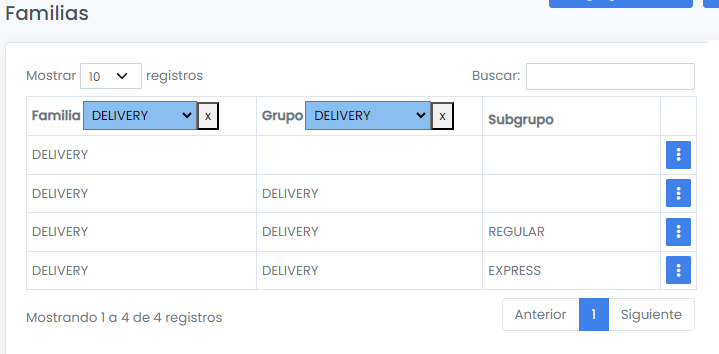 Familias
Mostrar 10 registros Buscar:
Familia DELIVERY x Grupo DELIVERY x Subgrupo
DELIVERY
DELIVERY DELIVERY
DELIVERY DELIVERY REGULAR
DELIVERY DELIVERY EXPRESS
Mostrando 1 a 4 de 4 registros Anterior 1 Siguiente